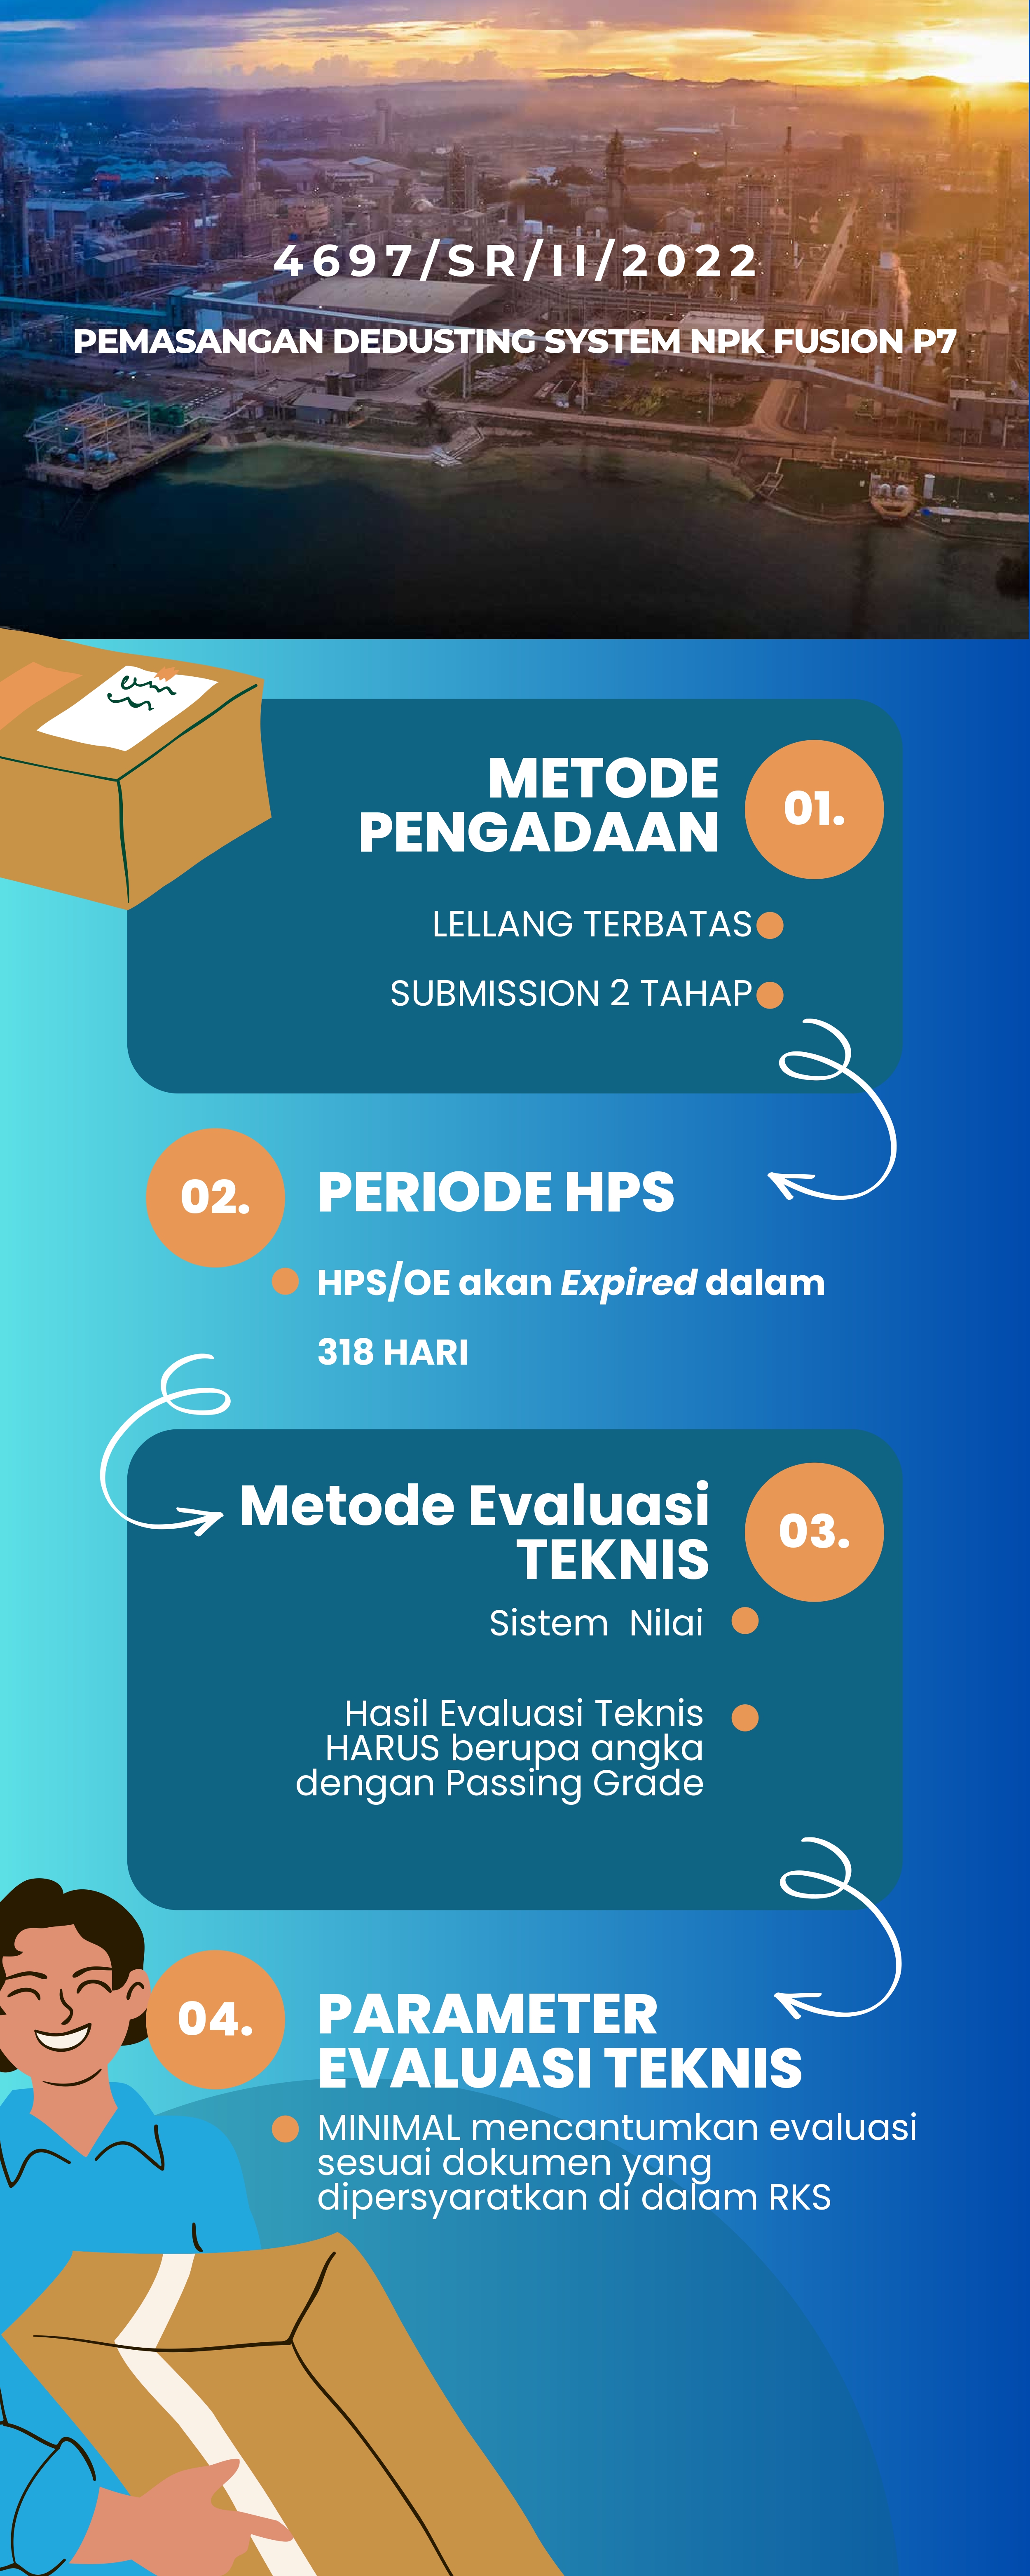 4697/SR/II/2022
PEMASANGAN DEDUSTING SYSTEM NPK FUSION P7
METODE
PENGADAAN
01.
LELLANG TERBATAS
SUBMISSION 2 TAHAP
02.
PERIODE HPS
HPS/OE akan Expired dalam
318 HARI
Metode Evaluasi
TEKNIS
03.
Sistem Nilai
Hasil Evaluasi Teknis
HARUS berupa angka
dengan Passing Grade
04.
PARAMETER
EVALUASI TEKNIS
MINIMAL mencantumkan evaluasi
sesuai dokumen yang
dipersyaratkan di dalam RKS